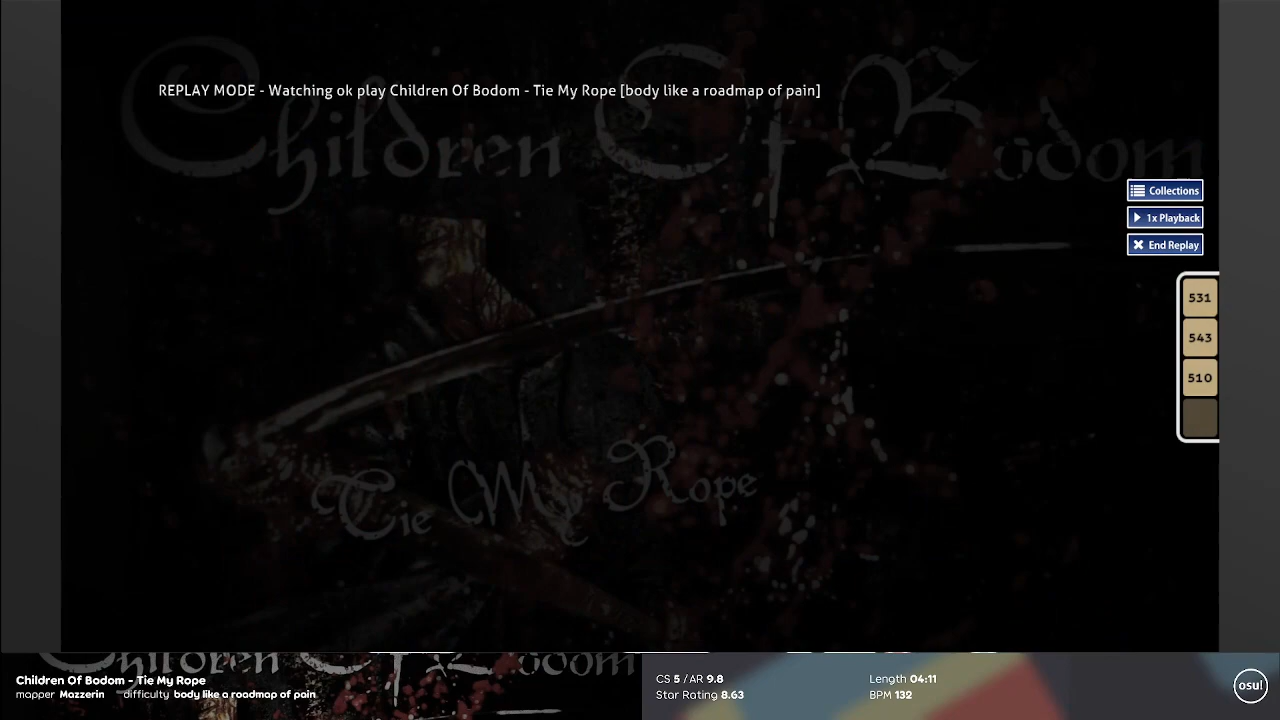 Children Of Bodom
REPLAY MODE - Watching ok play Children Of Bodom - Tie My Rope [body like a roadmap of pain]
Collections
1x Playback
End Replay
531
543
510
Tie My Rope
Children Of Bodom
Children Of Bodom - Tie My Rope
mapper Mazzerin difficulty body like a roadmap of pain
CS 5 / AR 9.8
Star Rating 8.63
Length 04:11
BPM 132
osu!